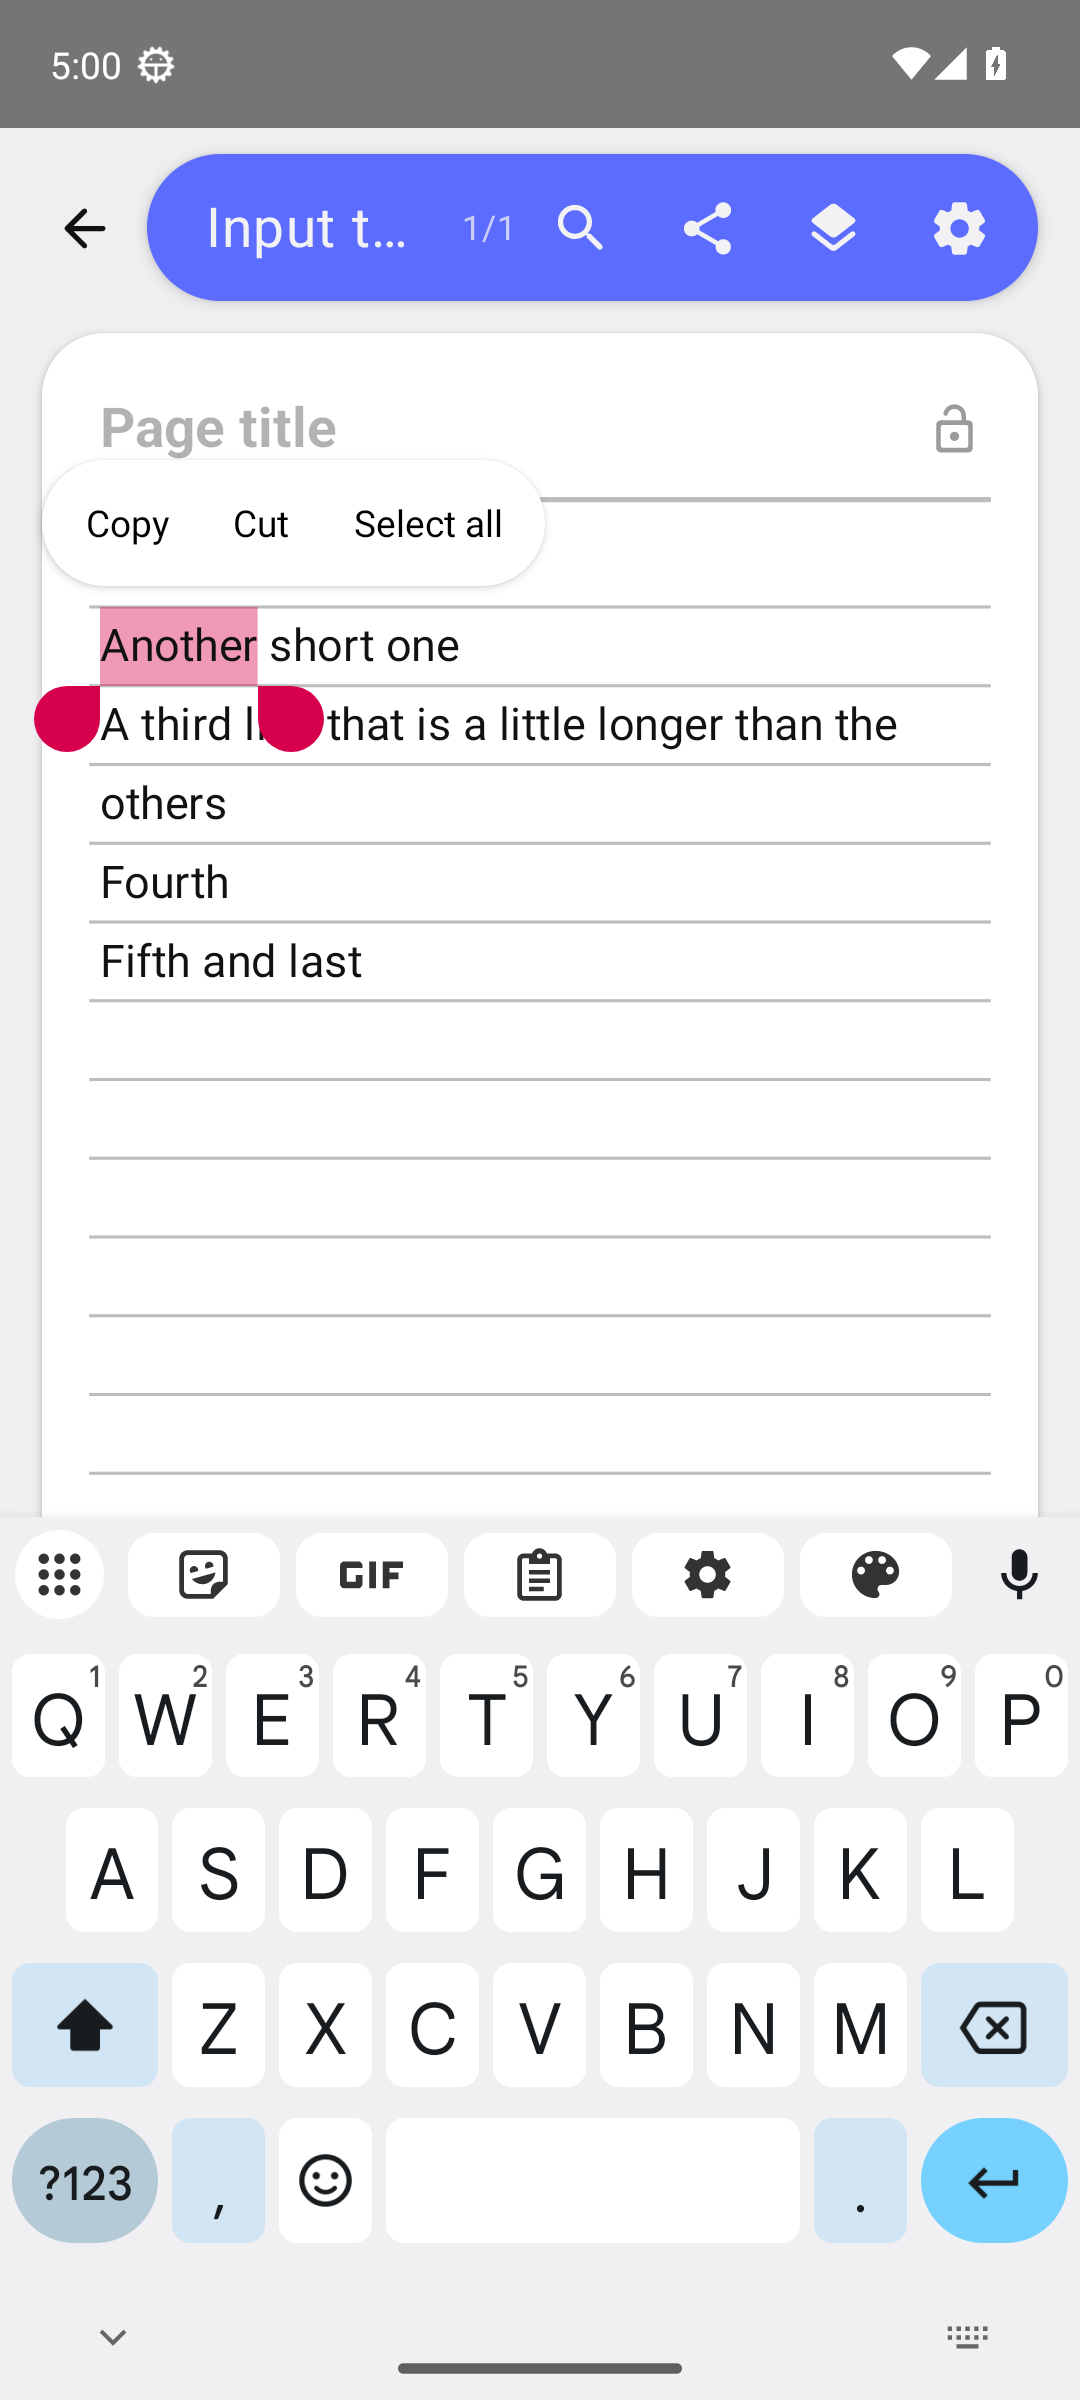 5:00
Input t... 1/1
Page title
Copy Cut Select all
Another short one
A third l that is a little longer than the
others
Fourth
Fifth and last
GIF
Q 1 W 2 E 3 R 4 T 5 Y 6 U 7 I 8 O 9 P 0
A S D F G H J K L
Z X C V B N M
?123 , .